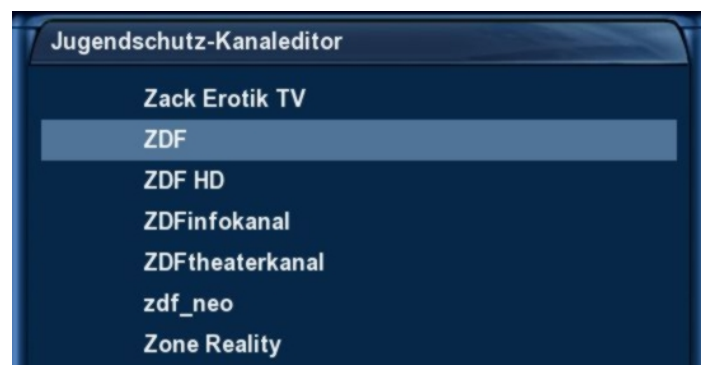 Jugendschutz-Kanaleditor
Zack Erotik TV
ZDF
ZDF HD
ZDFinfokanal
ZDFtheaterkanal
zdf_neo
Zone Reality